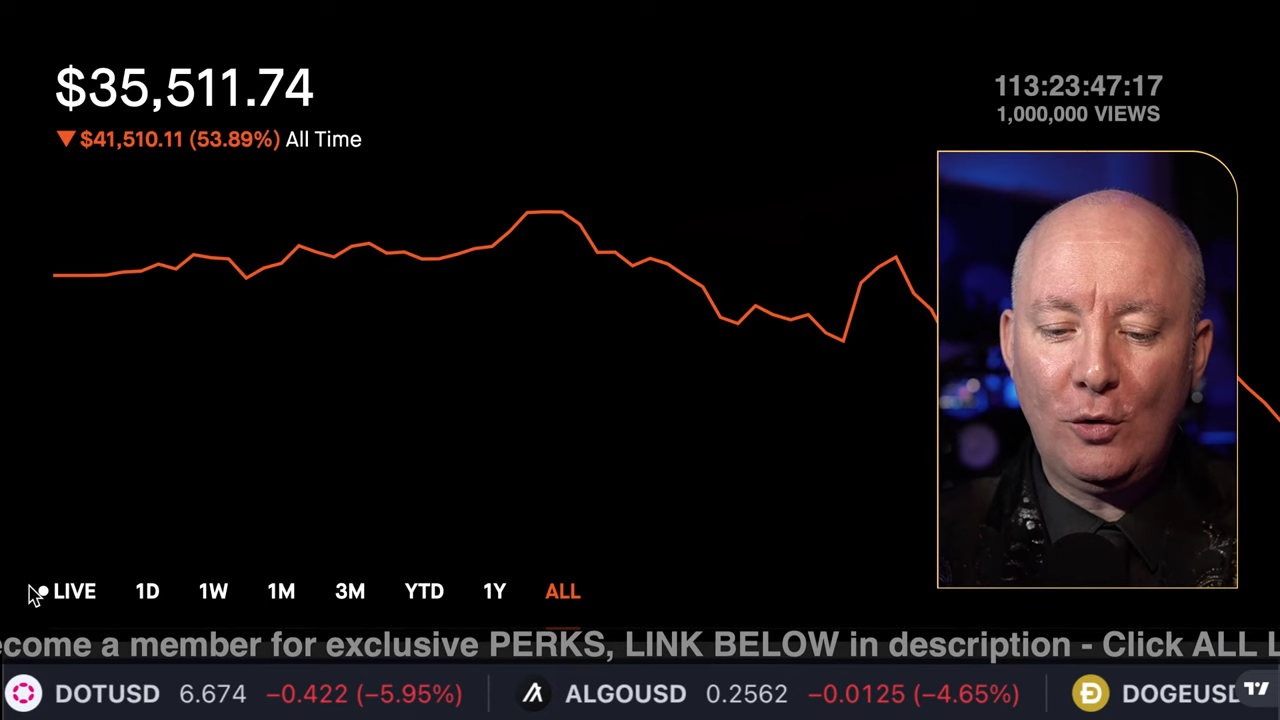 $35,511.74
▼$41,510.11 (53.89%) All Time
113:23:47:17
1,000,000 VIEWS
LIVE 1D 1W 1M 3M YTD 1Y ALL
ecome a member for exclusive PERKS, LINK BELOW in description - Click ALL L
DOTUSD 6.674 −0.422 (−5.95%) ALGOUSD 0.2562 −0.0125 (−4.65%) DOGEUSD